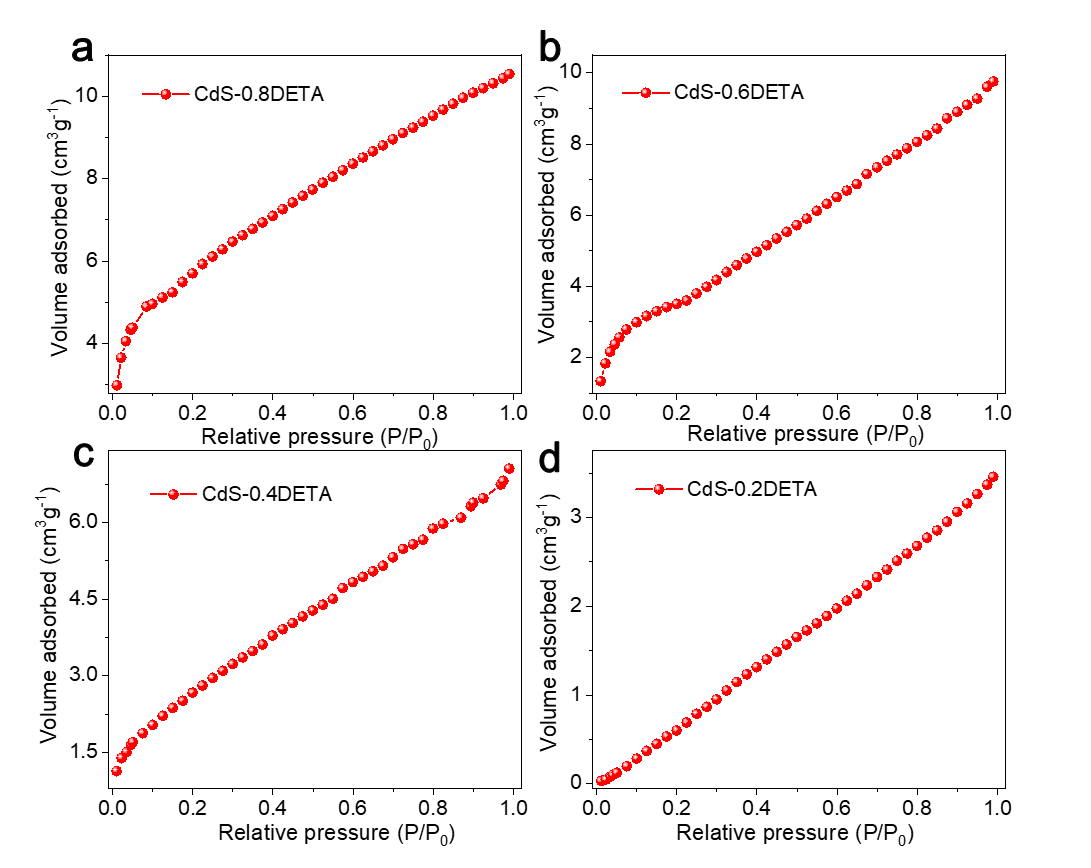 a
CdS-0.8DETA
Volume adsorbed (cm³g⁻¹)
10
8
6
4
0.0 0.2 0.4 0.6 0.8 1.0
Relative pressure (P/P₀)
b
CdS-0.6DETA
Volume adsorbed (cm³g⁻¹)
10
8
6
4
2
0.0 0.2 0.4 0.6 0.8 1.0
Relative pressure (P/P₀)
c
CdS-0.4DETA
Volume adsorbed (cm³g⁻¹)
6.0
4.5
3.0
1.5
0.0 0.2 0.4 0.6 0.8 1.0
Relative pressure (P/P₀)
d
CdS-0.2DETA
Volume adsorbed (cm³g⁻¹)
3
2
1
0
0.0 0.2 0.4 0.6 0.8 1.0
Relative pressure (P/P₀)